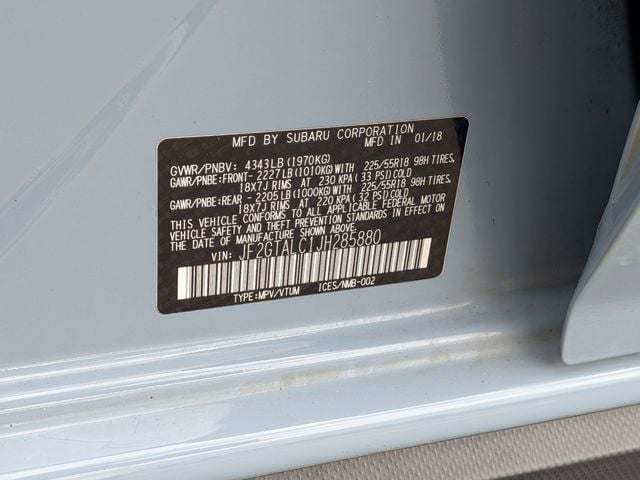 MFD BY SUBARU CORPORATION MFD IN 01/18
GVWR/PNBV: 4343LB(1970KG)
GAWR/PNBE:FRONT- 2227LB(1010KG)WITH 225/55R18 98H TIRES,
18X7J RIMS AT 230 KPA(33 PSI)COLD
GAWR/PNBE:REAR - 2205LB(1000KG)WITH 225/55R18 98H TIRES,
18X7J RIMS AT 220 KPA(32 PSI)COLD
THIS VEHICLE CONFORMS TO ALL APPLICABLE FEDERAL MOTOR
VEHICLE SAFETY AND THEFT PREVENTION STANDARDS IN EFFECT
ON THE DATE OF MANUFACTURE SHOWN ABOVE.
VIN: JF2GTALC1JH285880
TYPE:MPV/VTUM ICES/NMB-002